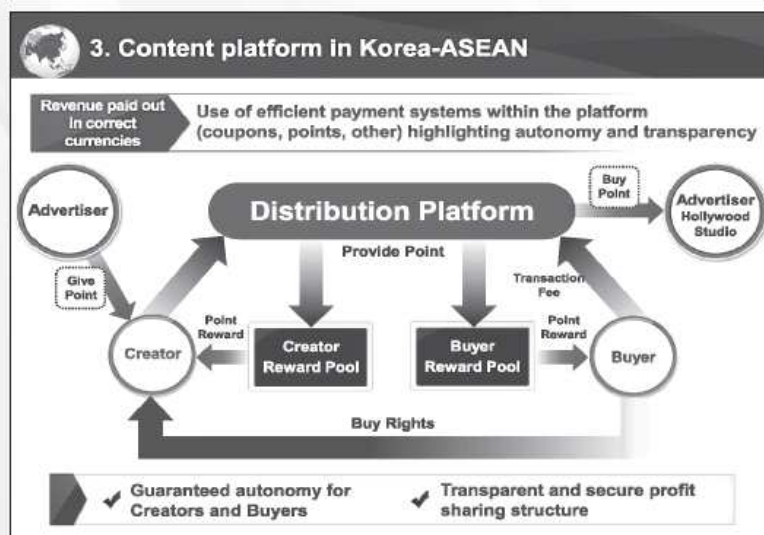 3. Content platform in Korea-ASEAN
Revenue paid out
in correct
currencies
Use of efficient payment systems within the platform
(coupons, points, other) highlighting autonomy and transparency
Advertiser
Distribution Platform
Buy
Point
Advertiser
Hollywood
Studio
Give
Point
Provide Point
Transaction
Fee
Creator
Point
Reward
Creator
Reward Pool
Buyer
Reward Pool
Point
Reward
Buyer
Buy Rights
Guaranteed autonomy for
Creators and Buyers
Transparent and secure profit
sharing structure